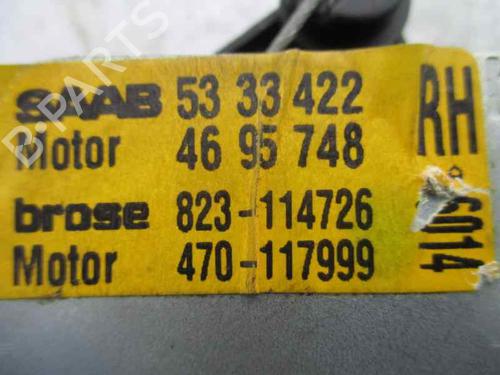 SAAB 53 33 422
Motor 46 95 748
brose 823-114726
Motor 470-117999
RH
6014
B-PARTS